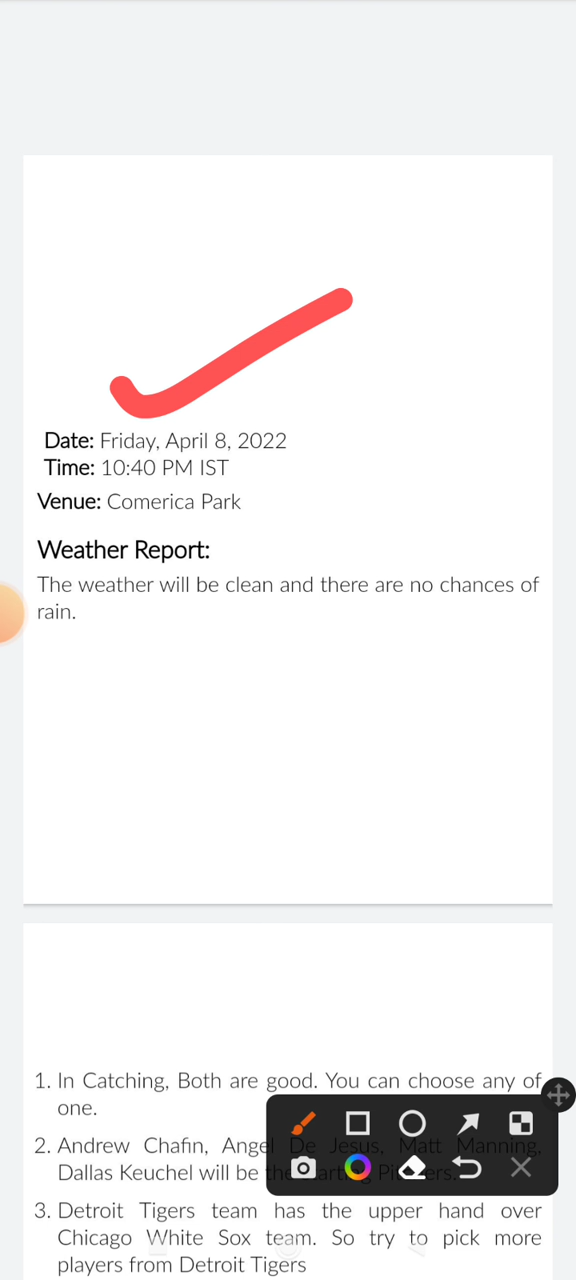 Date: Friday, April 8, 2022
Time: 10:40 PM IST
Venue: Comerica Park
Weather Report:
The weather will be clean and there are no chances of
rain.
1. In Catching, Both are good. You can choose any of
one.
2. Andrew Chafin, Angel De Jesus, Matt Manning,
Dallas Keuchel will be the Starting Pitchers.
3. Detroit Tigers team has the upper hand over
Chicago White Sox team. So try to pick more
players from Detroit Tigers